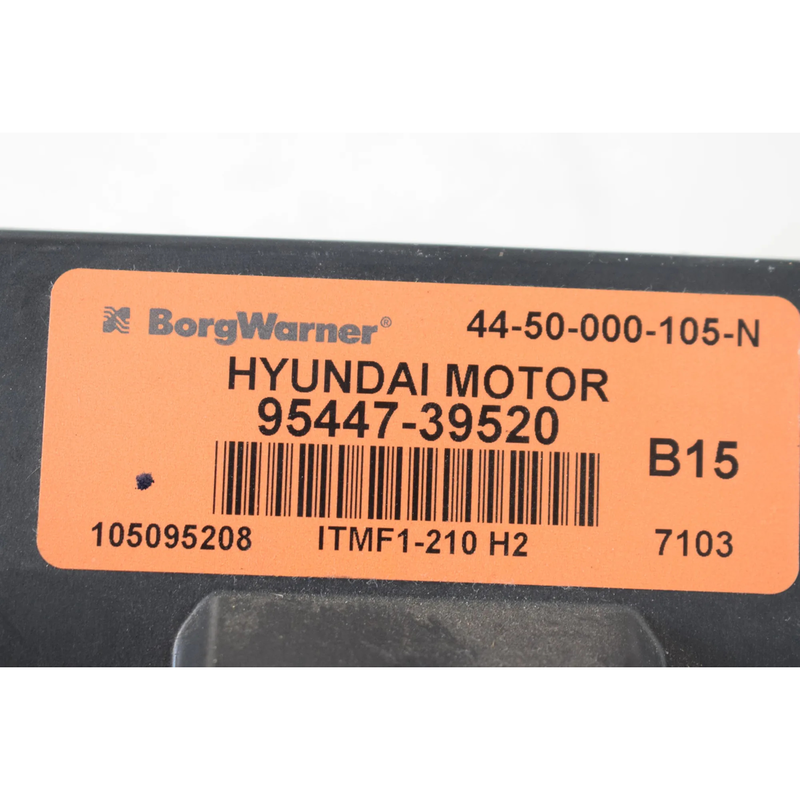 BorgWarner® 44-50-000-105-N
HYUNDAI MOTOR
95447-39520
B15
105095208 ITMF1-210 H2 7103